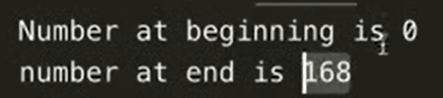 Number at beginning is 0
number at end is 168